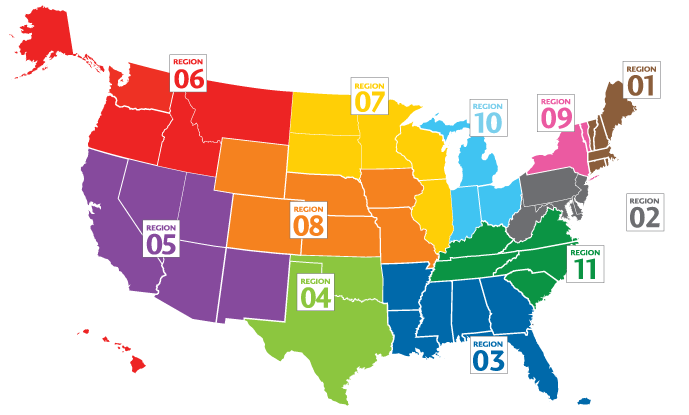 REGION
01
REGION
06
REGION
07
REGION
10
REGION
09
REGION
02
REGION
08
REGION
05
REGION
11
REGION
04
REGION
03